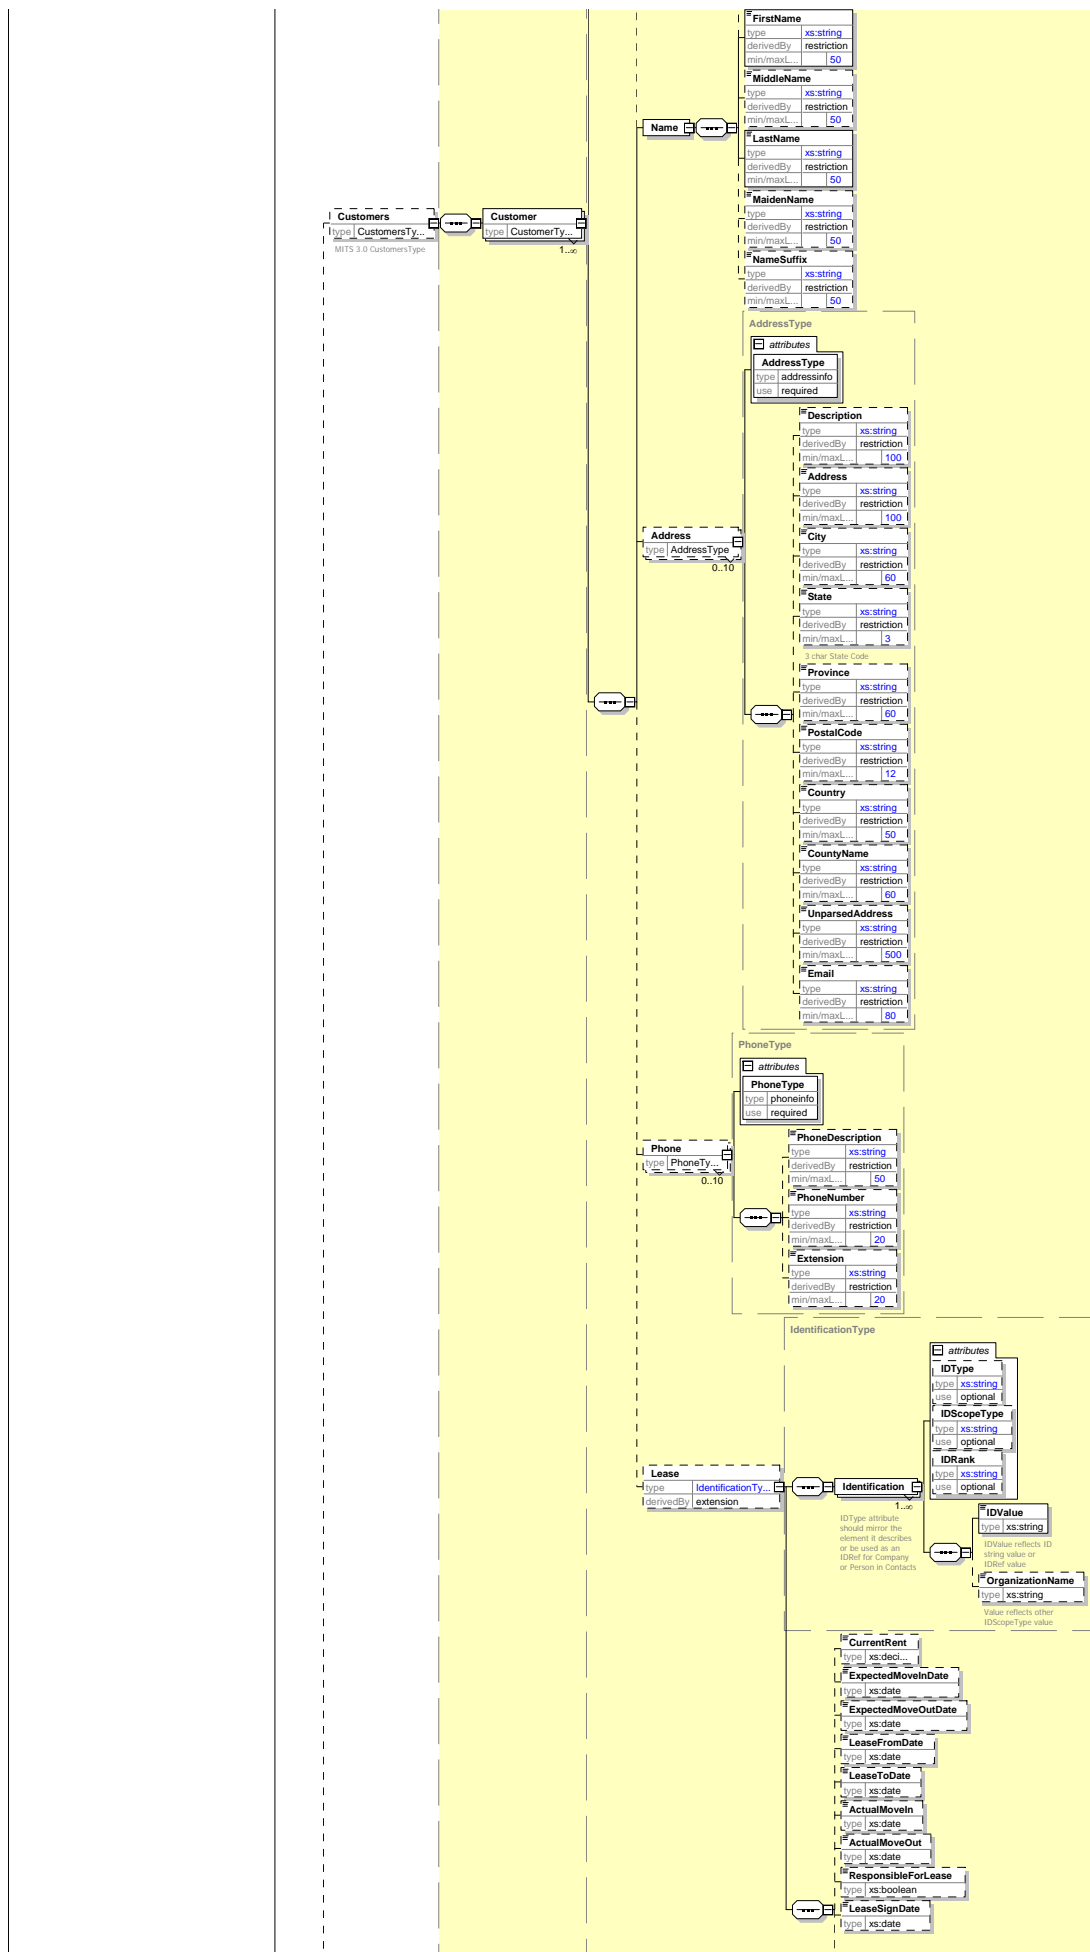 FirstName
type xs:string
derivedBy restriction
min/maxL... 50
MiddleName
type xs:string
derivedBy restriction
min/maxL... 50
Name
LastName
type xs:string
derivedBy restriction
min/maxL... 50
MaidenName
type xs:string
derivedBy restriction
min/maxL... 50
Customers
type CustomersTy...
MITS 3.0 CustomersType
Customer
type CustomerTy...
1..∞
NameSuffix
type xs:string
derivedBy restriction
min/maxL... 50
AddressType
attributes
AddressType
type addressinfo
use required
Description
type xs:string
derivedBy restriction
min/maxL... 100
Address
type xs:string
derivedBy restriction
min/maxL... 100
Address
type AddressType
0..10
City
type xs:string
derivedBy restriction
min/maxL... 60
State
type xs:string
derivedBy restriction
min/maxL... 3
3 char State Code
Province
type xs:string
derivedBy restriction
min/maxL... 60
PostalCode
type xs:string
derivedBy restriction
min/maxL... 12
Country
type xs:string
derivedBy restriction
min/maxL... 50
CountyName
type xs:string
derivedBy restriction
min/maxL... 60
UnparsedAddress
type xs:string
derivedBy restriction
min/maxL... 500
Email
type xs:string
derivedBy restriction
min/maxL... 80
PhoneType
attributes
PhoneType
type phoneinfo
use required
Phone
type PhoneTy...
0..10
PhoneDescription
type xs:string
derivedBy restriction
min/maxL... 50
PhoneNumber
type xs:string
derivedBy restriction
min/maxL... 20
Extension
type xs:string
derivedBy restriction
min/maxL... 20
IdentificationType
attributes
IDType
type xs:string
use optional
IDScopeType
type xs:string
use optional
IDRank
type xs:string
use optional
Lease
type IdentificationTy...
derivedBy extension
Identification
1..∞
IDType attribute
should mirror the
element it describes
or be used as an
IDRef for Company
or Person in Contacts
IDValue
type xs:string
IDValue reflects ID
string value or
IDRef value
OrganizationName
type xs:string
Value reflects other
IDScopeType value
CurrentRent
type xs:deci...
ExpectedMoveInDate
type xs:date
ExpectedMoveOutDate
type xs:date
LeaseFromDate
type xs:date
LeaseToDate
type xs:date
ActualMoveIn
type xs:date
ActualMoveOut
type xs:date
ResponsibleForLease
type xs:boolean
LeaseSignDate
type xs:date